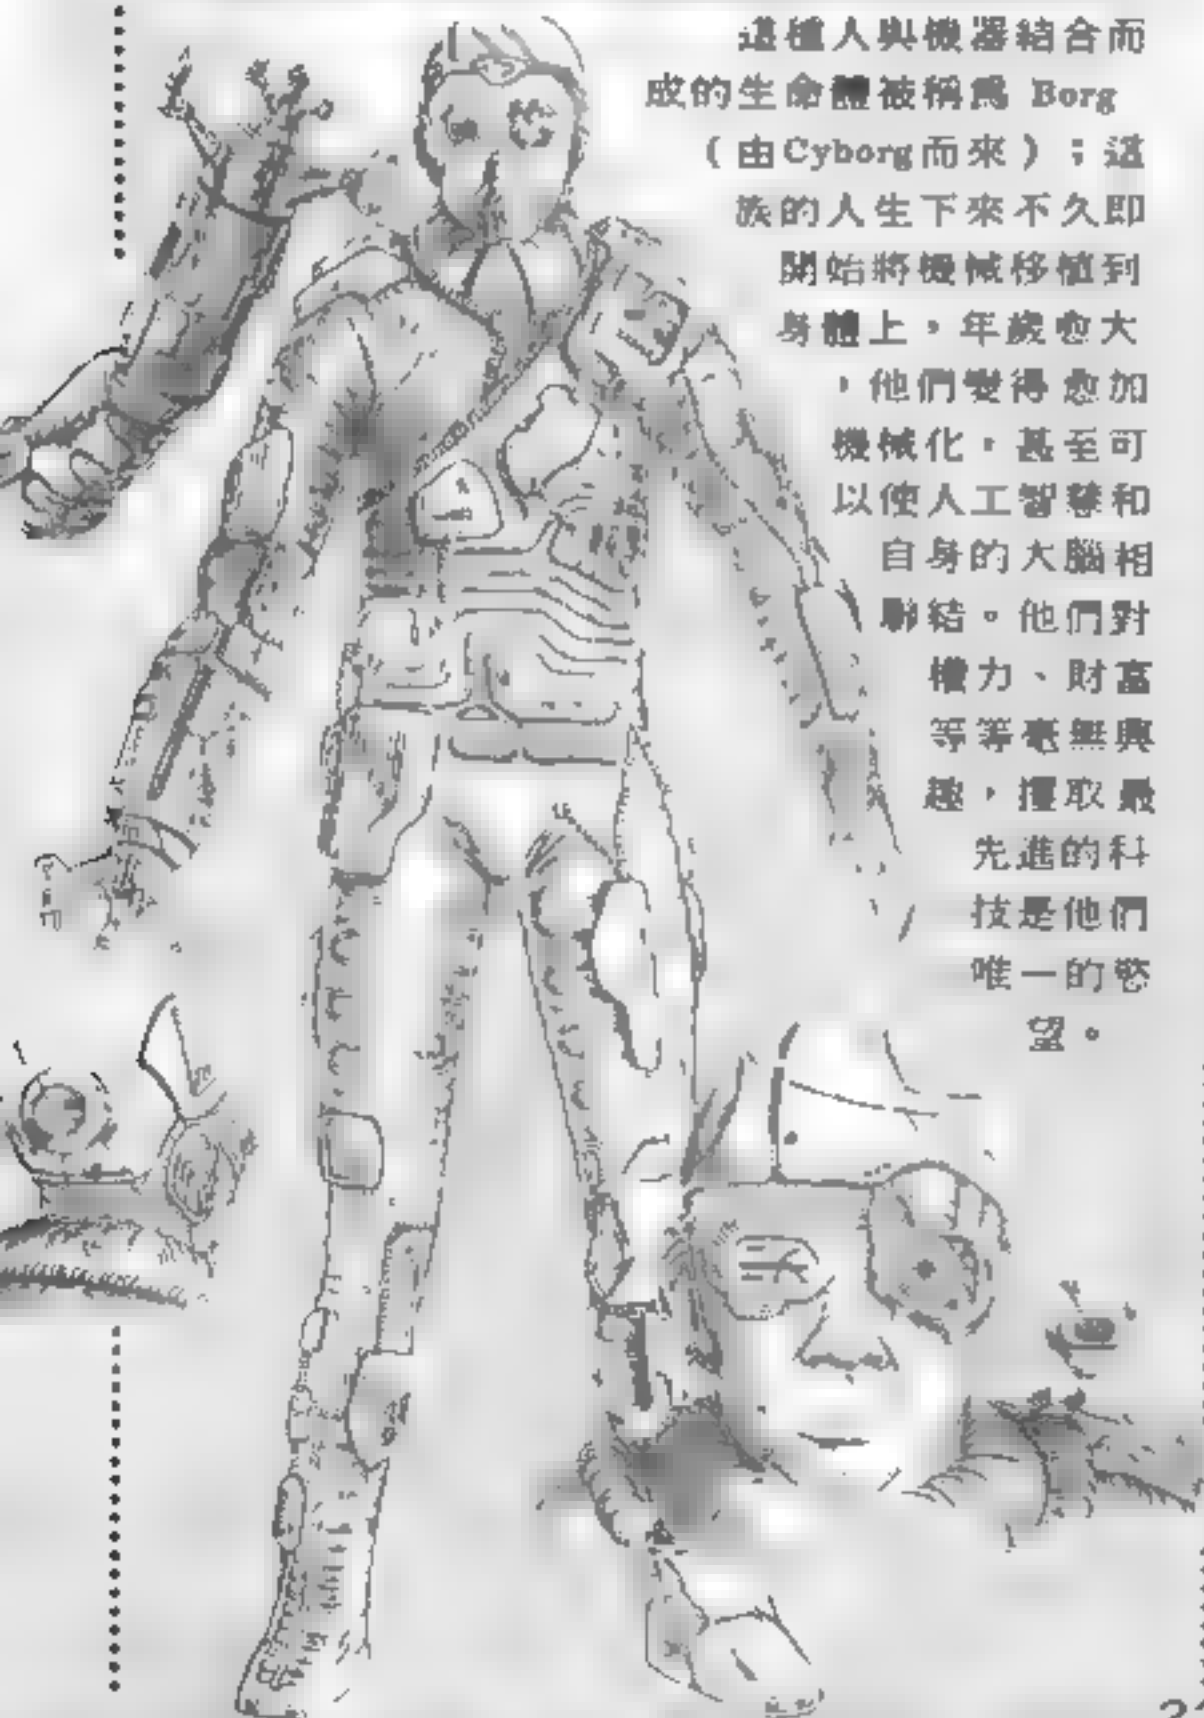 這種人與機器結合而
成的生命體被稱爲 Borg
(由Cyborg而來);這
族的人生下來不久即
開始將機械移植到
身體上,年歲愈大
,他們變得愈加
機械化,甚至可
以使人工智慧和
自身的大腦相
聯結。他們對
權力、財富
等等毫無興
趣,攫取最
先進的科
技是他們
唯一的慾
望。